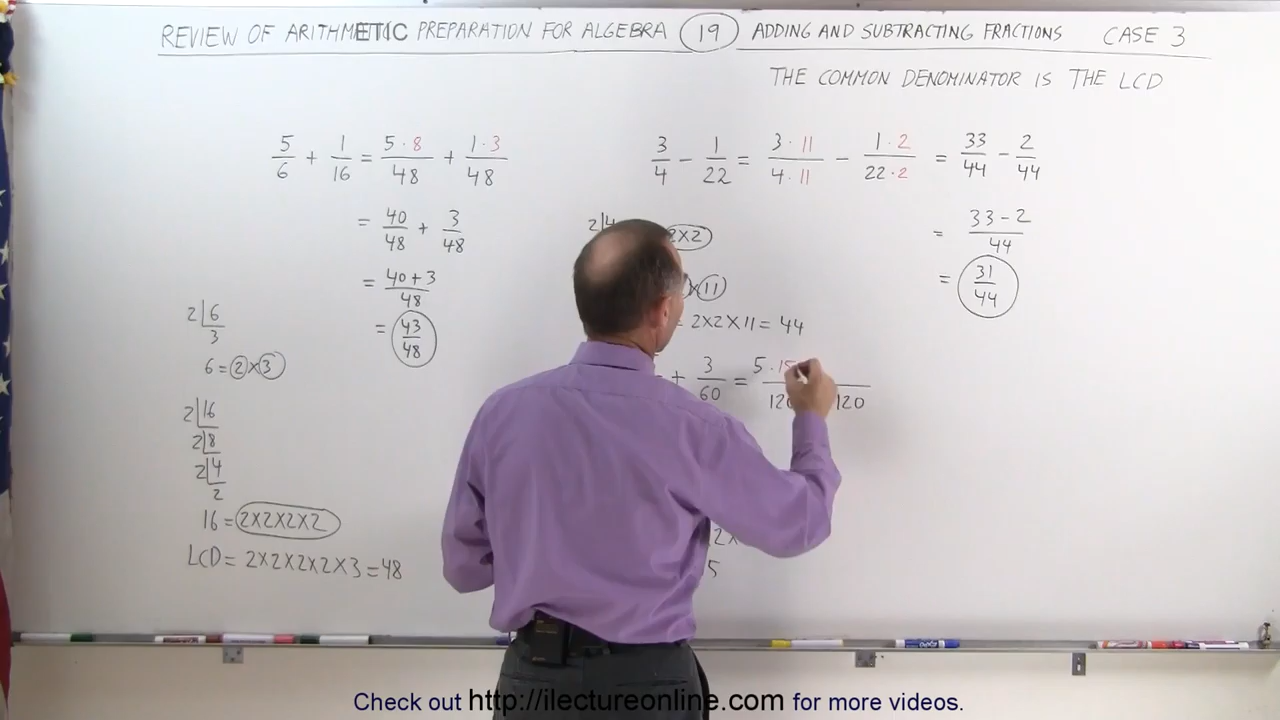 REVIEW OF ARITHMETIC PREPARATION FOR ALGEBRA 19 ADDING AND SUBTRACTING FRACTIONS CASE 3
THE COMMON DENOMINATOR IS THE LCD
5/6 + 1/16 = 5·8/48 + 1·3/48
= 40/48 + 3/48
= 40+3/48
= 43/48
2|6
3
6=2×3
2|16
2|8
2|4
2
16=2×2×2×2
LCD= 2×2×2×2×3=48
3/4 - 1/22 = 3·11/4·11 - 1·2/22·2 = 33/44 - 2/44
= 33-2/44
= 31/44
2|4
2×2
×11
= 2×2×11= 44
+ 3/60 = 5·15/120 /120
2×
5
Check out http://ilectureonline.com for more videos.